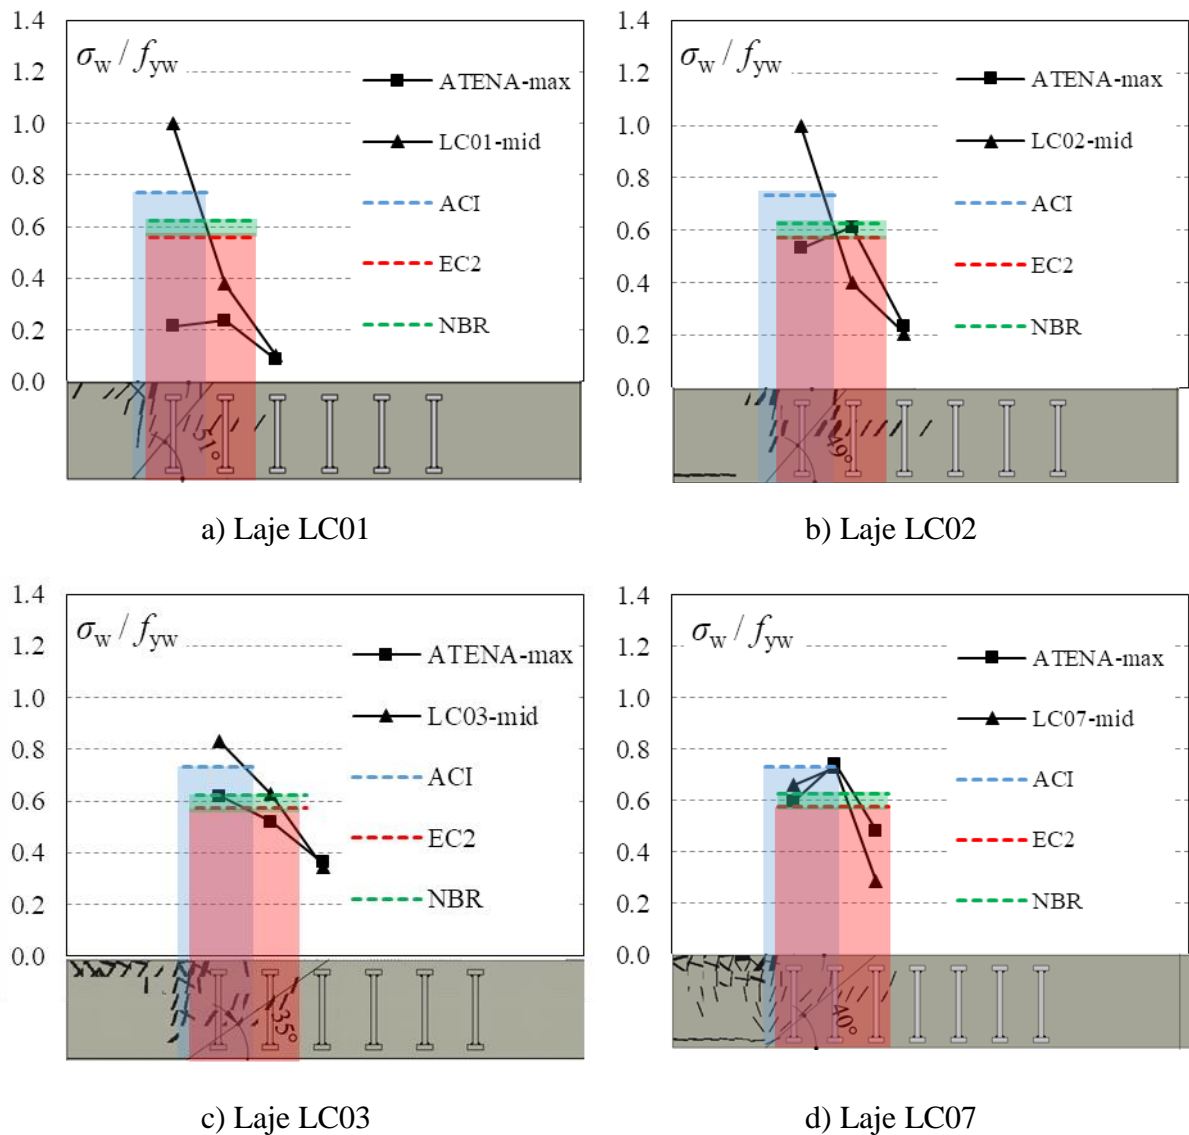 1.4
1.2
1.0
0.8
0.6
0.4
0.2
0.0
σw / fyw
ATENA-max
LC01-mid
ACI
EC2
NBR
51°
a) Laje LC01
1.4
1.2
1.0
0.8
0.6
0.4
0.2
0.0
σw / fyw
ATENA-max
LC02-mid
ACI
EC2
NBR
49°
b) Laje LC02
1.4
1.2
1.0
0.8
0.6
0.4
0.2
0.0
σw / fyw
ATENA-max
LC03-mid
ACI
EC2
NBR
35°
c) Laje LC03
1.4
1.2
1.0
0.8
0.6
0.4
0.2
0.0
σw / fyw
ATENA-max
LC07-mid
ACI
EC2
NBR
40°
d) Laje LC07